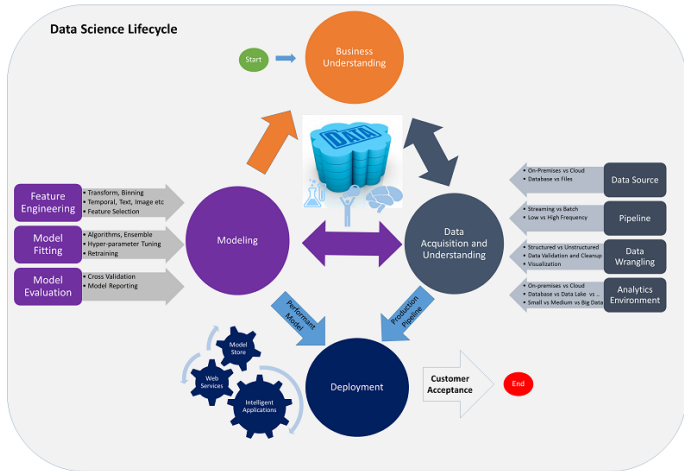 Data Science Lifecycle
Start
Business
Understanding
DATA
On-Premises vs Cloud
Database vs Files
Data Source
Streaming vs Batch
Low vs High Frequency
Pipeline
Structured vs Unstructured
Data Validation and Cleanup
Visualization
Data
Wrangling
On-premises vs Cloud
Database vs Data Lake vs ..
Small vs Medium vs Big Data
Analytics
Environment
Feature
Engineering
Transform, Binning
Temporal, Text, Image etc
Feature Selection
Model
Fitting
Algorithms, Ensemble
Hyper-parameter Tuning
Retraining
Model
Evaluation
Cross Validation
Model Reporting
Modeling
Data
Acquisition and
Understanding
Performant
Model
Production
Pipeline
Model
Store
Web
Services
Intelligent
Applications
Deployment
Customer
Acceptance
End